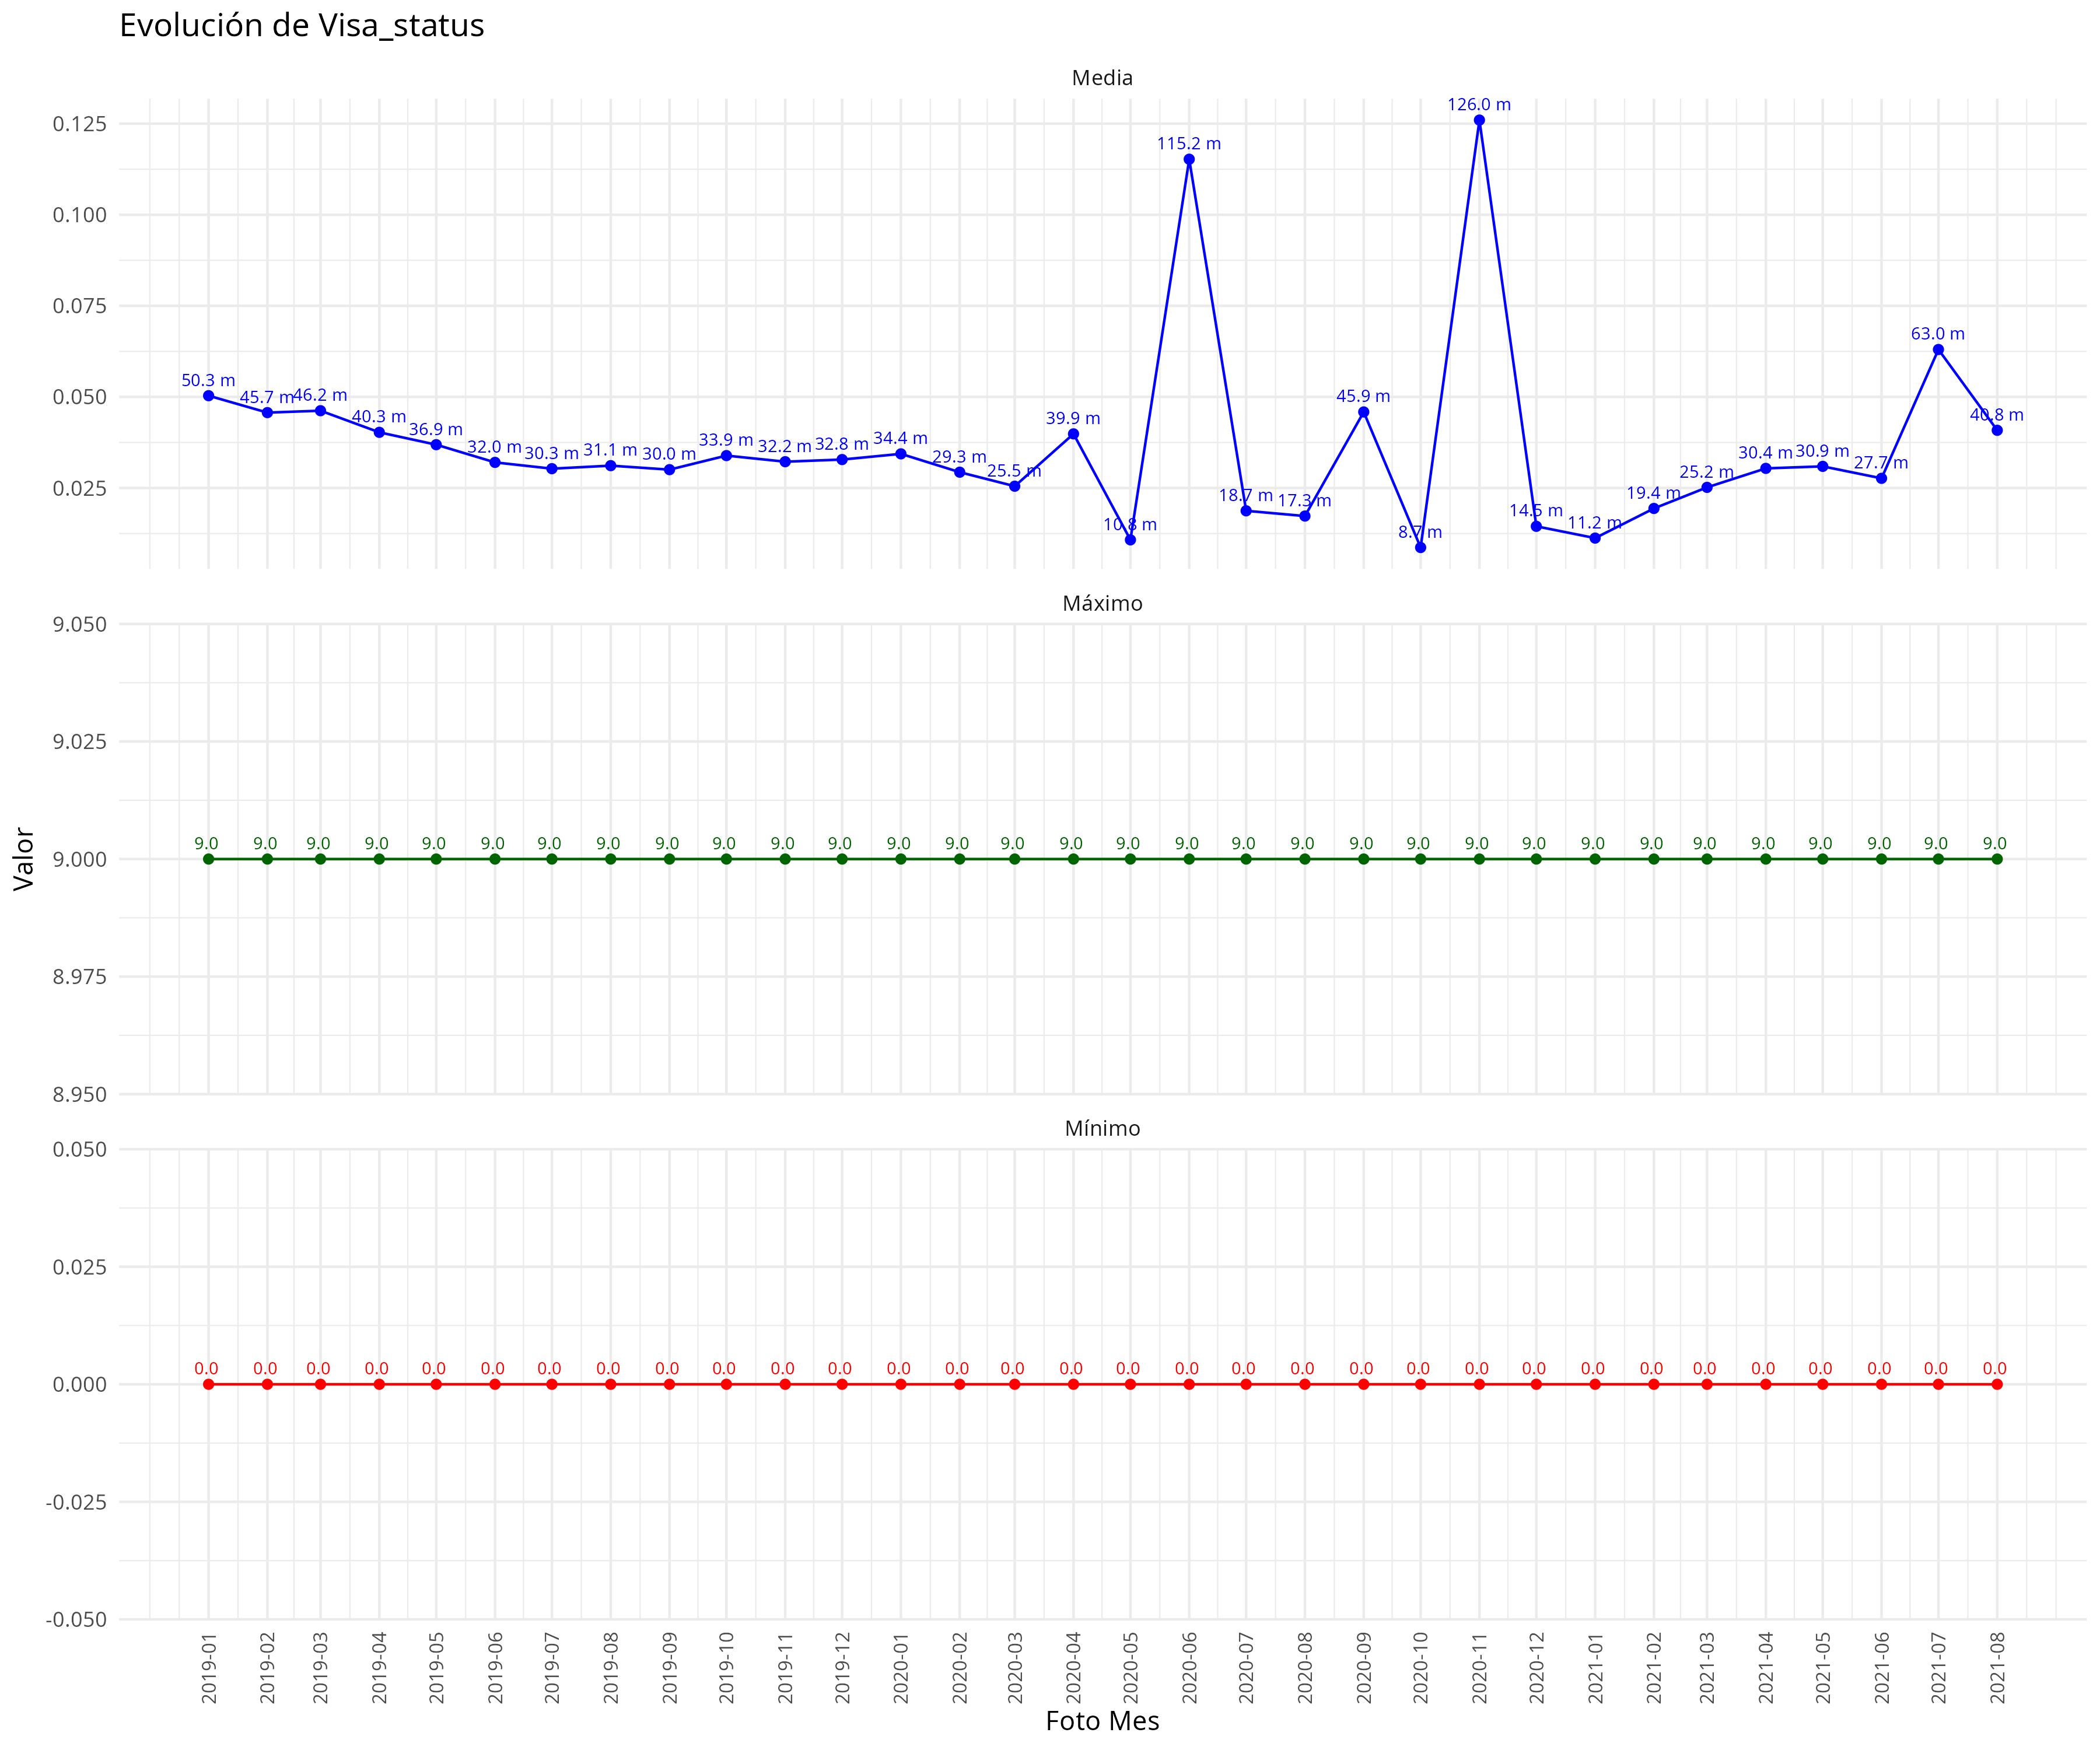 Evolución de Visa_status
Media
0.125
0.100
0.075
0.050
0.025
50.3 m 45.7 m 46.2 m 40.3 m 36.9 m 32.0 m 30.3 m 31.1 m 30.0 m 33.9 m 32.2 m 32.8 m 34.4 m 29.3 m 25.5 m 39.9 m 10.8 m 115.2 m 18.7 m 17.3 m 45.9 m 8.7 m 126.0 m 14.5 m 11.2 m 19.4 m 25.2 m 30.4 m 30.9 m 27.7 m 63.0 m 40.8 m
Valor
Máximo
9.050
9.025
9.000
8.975
8.950
9.0 9.0 9.0 9.0 9.0 9.0 9.0 9.0 9.0 9.0 9.0 9.0 9.0 9.0 9.0 9.0 9.0 9.0 9.0 9.0 9.0 9.0 9.0 9.0 9.0 9.0 9.0 9.0 9.0 9.0 9.0 9.0
Mínimo
0.050
0.025
0.000
-0.025
-0.050
0.0 0.0 0.0 0.0 0.0 0.0 0.0 0.0 0.0 0.0 0.0 0.0 0.0 0.0 0.0 0.0 0.0 0.0 0.0 0.0 0.0 0.0 0.0 0.0 0.0 0.0 0.0 0.0 0.0 0.0 0.0 0.0
2019-01 2019-02 2019-03 2019-04 2019-05 2019-06 2019-07 2019-08 2019-09 2019-10 2019-11 2019-12 2020-01 2020-02 2020-03 2020-04 2020-05 2020-06 2020-07 2020-08 2020-09 2020-10 2020-11 2020-12 2021-01 2021-02 2021-03 2021-04 2021-05 2021-06 2021-07 2021-08
Foto Mes